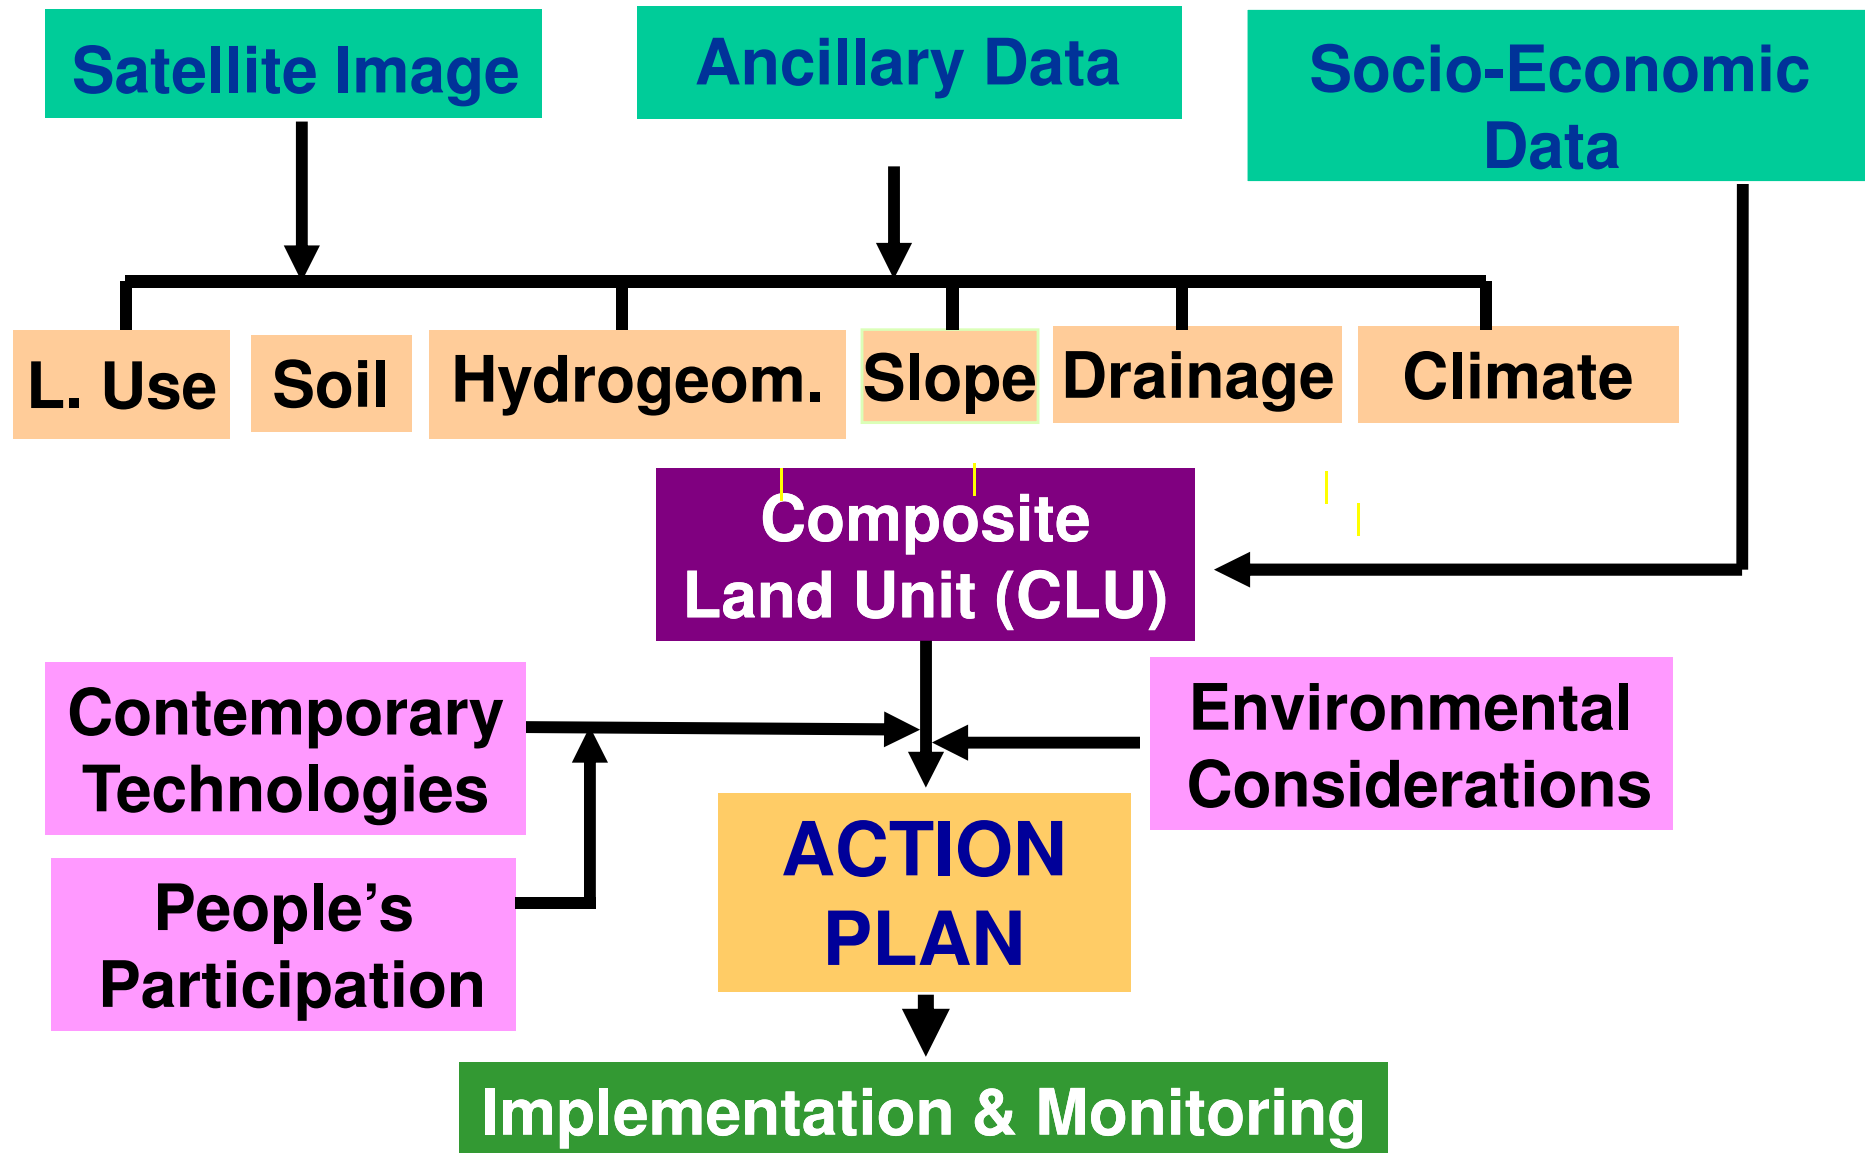 Satellite Image
Ancillary Data
Socio-Economic
Data
L. Use
Soil
Hydrogeom.
Slope
Drainage
Climate
Composite
Land Unit (CLU)
Contemporary
Technologies
Environmental
Considerations
People’s
Participation
ACTION
PLAN
Implementation & Monitoring